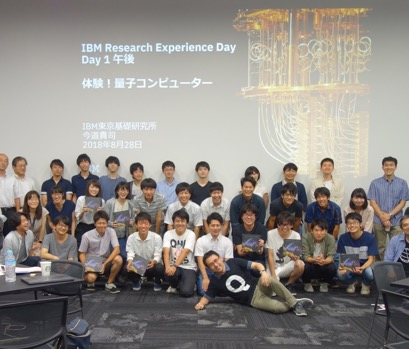 IBM Research Experience Day
Day 1 午後
体験！量子コンピューター
IBM東京基礎研究所
今道貴司
2018年8月28日
Q